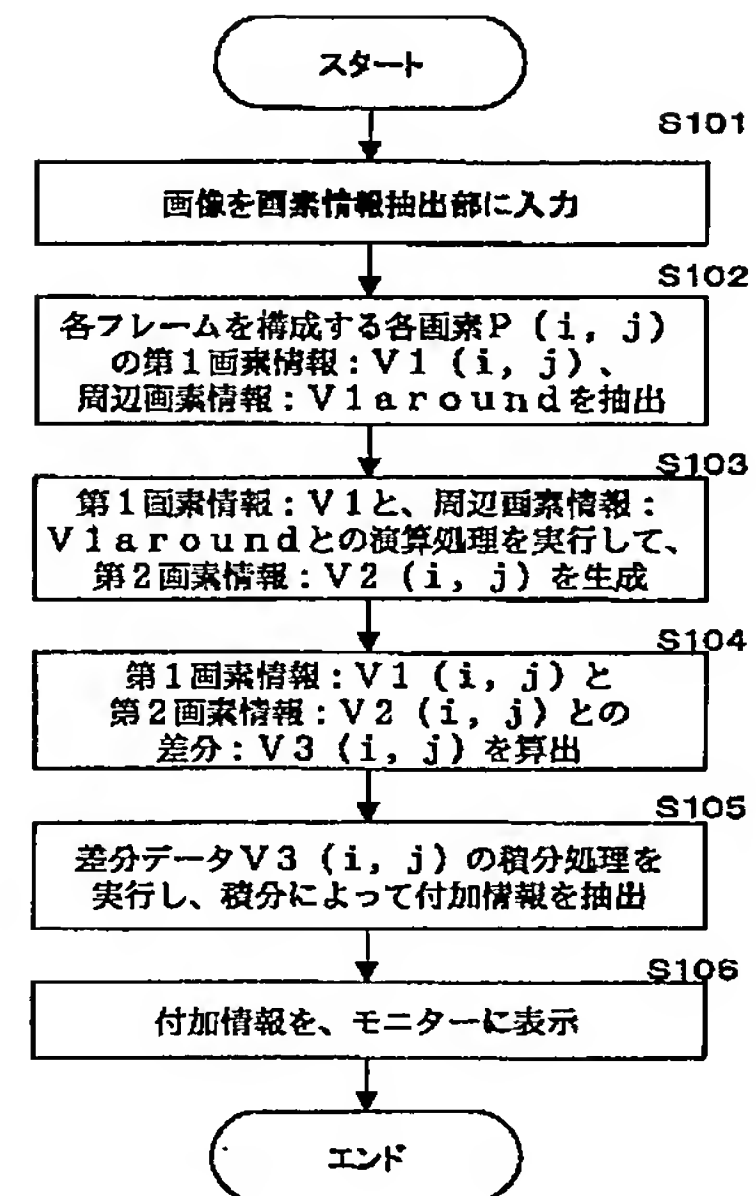 スタート
S101
画像を画素情報抽出部に入力
S102
各フレームを構成する各画素P (i, j)
の第1画素情報：V1 (i, j)、
周辺画素情報：V1aroundを抽出
S103
第1画素情報：V1と、周辺画素情報：
V1aroundとの演算処理を実行して、
第2画素情報：V2 (i, j) を生成
S104
第1画素情報：V1 (i, j) と
第2画素情報：V2 (i, j) との
差分：V3 (i, j) を算出
S105
差分データV3 (i, j) の積分処理を
実行し、積分によって付加情報を抽出
S106
付加情報を、モニターに表示
エンド